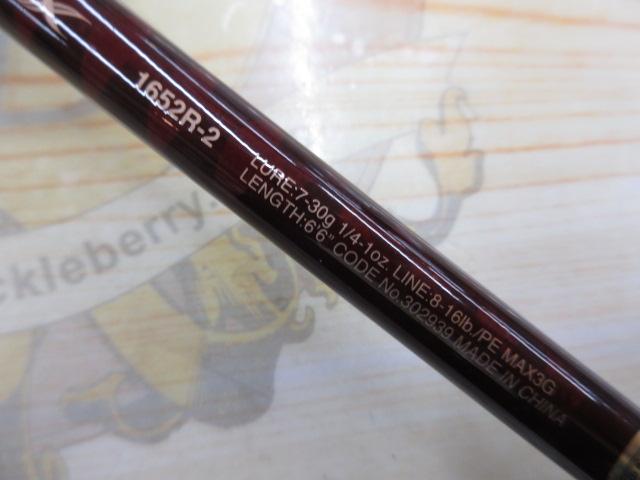 1652R-2
LURE:7-30g 1/4-1oz. LINE:8-16lb./PE MAX3G
LENGTH:6'6" CODE No.302939 MADE IN CHINA
ckleberry.